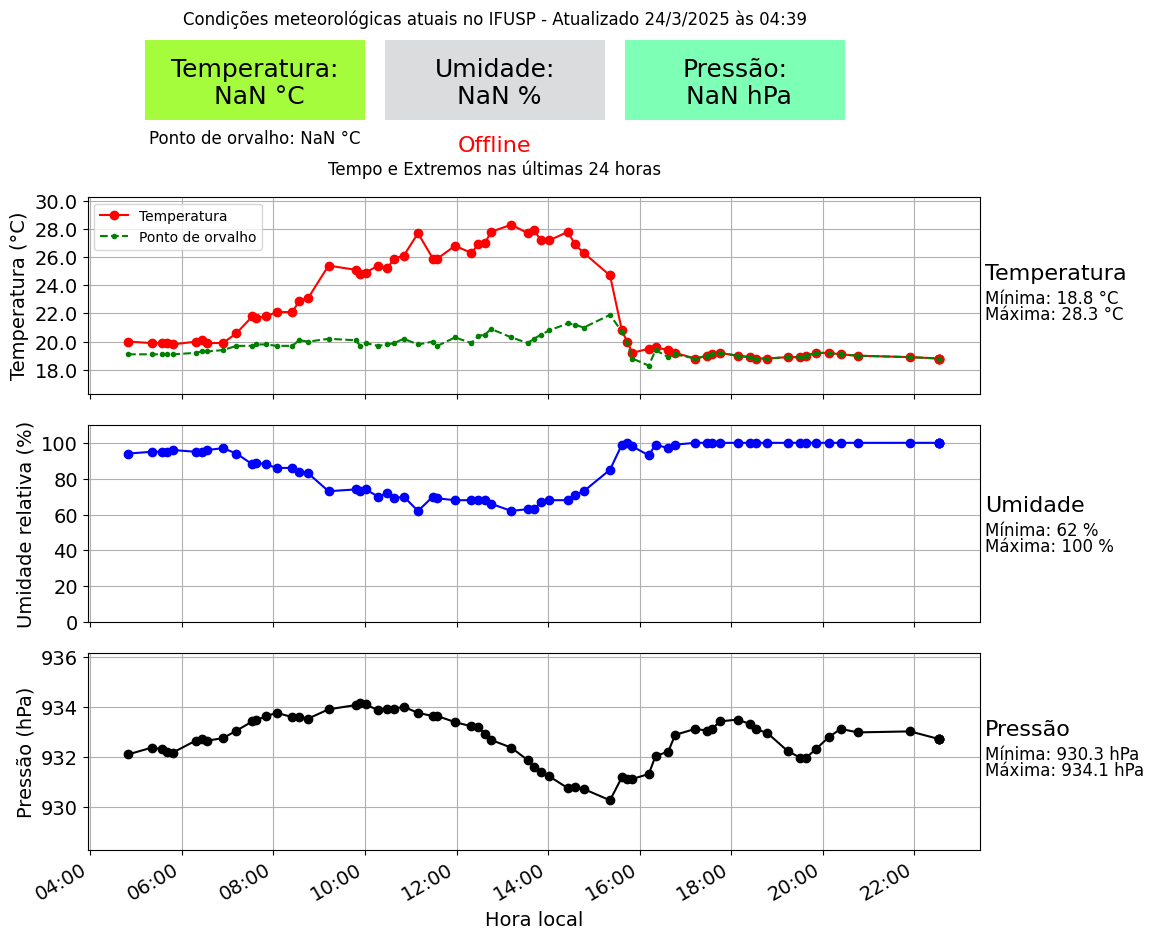 Condições meteorológicas atuais no IFUSP - Atualizado 24/3/2025 às 04:39
Temperatura:
NaN °C
Umidade:
NaN %
Pressão:
NaN hPa
Ponto de orvalho: NaN °C
Offline
Tempo e Extremos nas últimas 24 horas
Temperatura (°C)
30.0
28.0
26.0
24.0
22.0
20.0
18.0
Temperatura
Ponto de orvalho
Temperatura
Mínima: 18.8 °C
Máxima: 28.3 °C
Umidade relativa (%)
100
80
60
40
20
0
Umidade
Mínima: 62 %
Máxima: 100 %
Pressão (hPa)
936
934
932
930
Pressão
Mínima: 930.3 hPa
Máxima: 934.1 hPa
04:00
06:00
08:00
10:00
12:00
14:00
16:00
18:00
20:00
22:00
Hora local